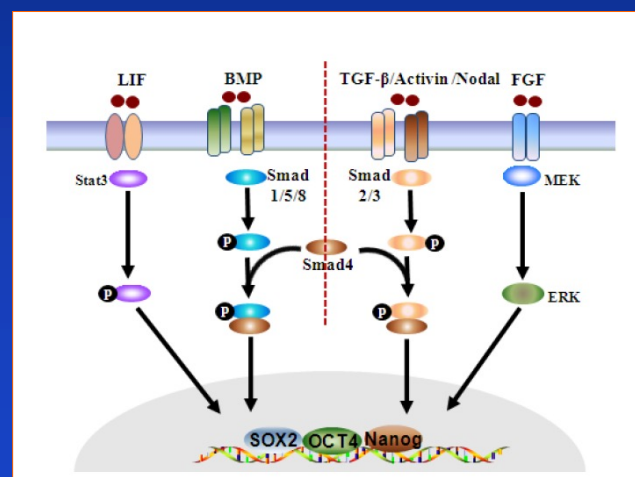 LIF
BMP
TGF-β/Activin /Nodal
FGF
Stat3
Smad
1/5/8
Smad
2/3
MEK
P
P
Smad4
P
P
P
ERK
SOX2
OCT4
Nanog